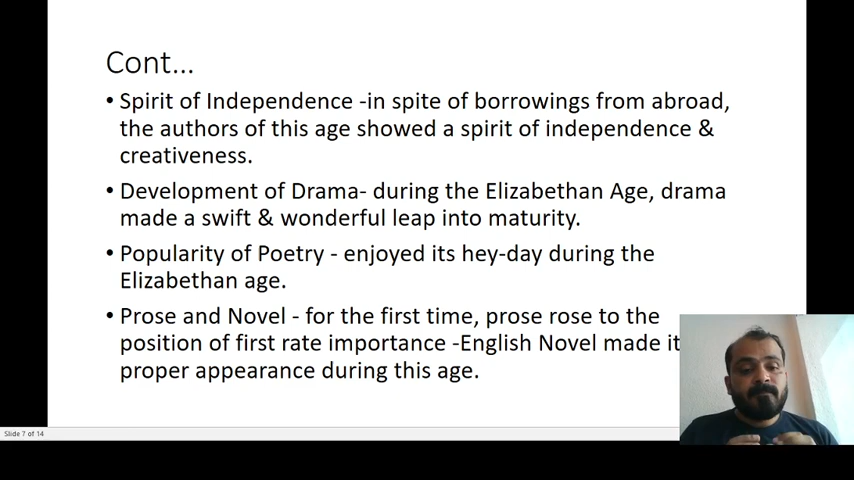 Cont...
• Spirit of Independence -in spite of borrowings from abroad,
the authors of this age showed a spirit of independence &
creativeness.
• Development of Drama- during the Elizabethan Age, drama
made a swift & wonderful leap into maturity.
• Popularity of Poetry - enjoyed its hey-day during the
Elizabethan age.
• Prose and Novel - for the first time, prose rose to the
position of first rate importance -English Novel made it
proper appearance during this age.
Slide 7 of 14